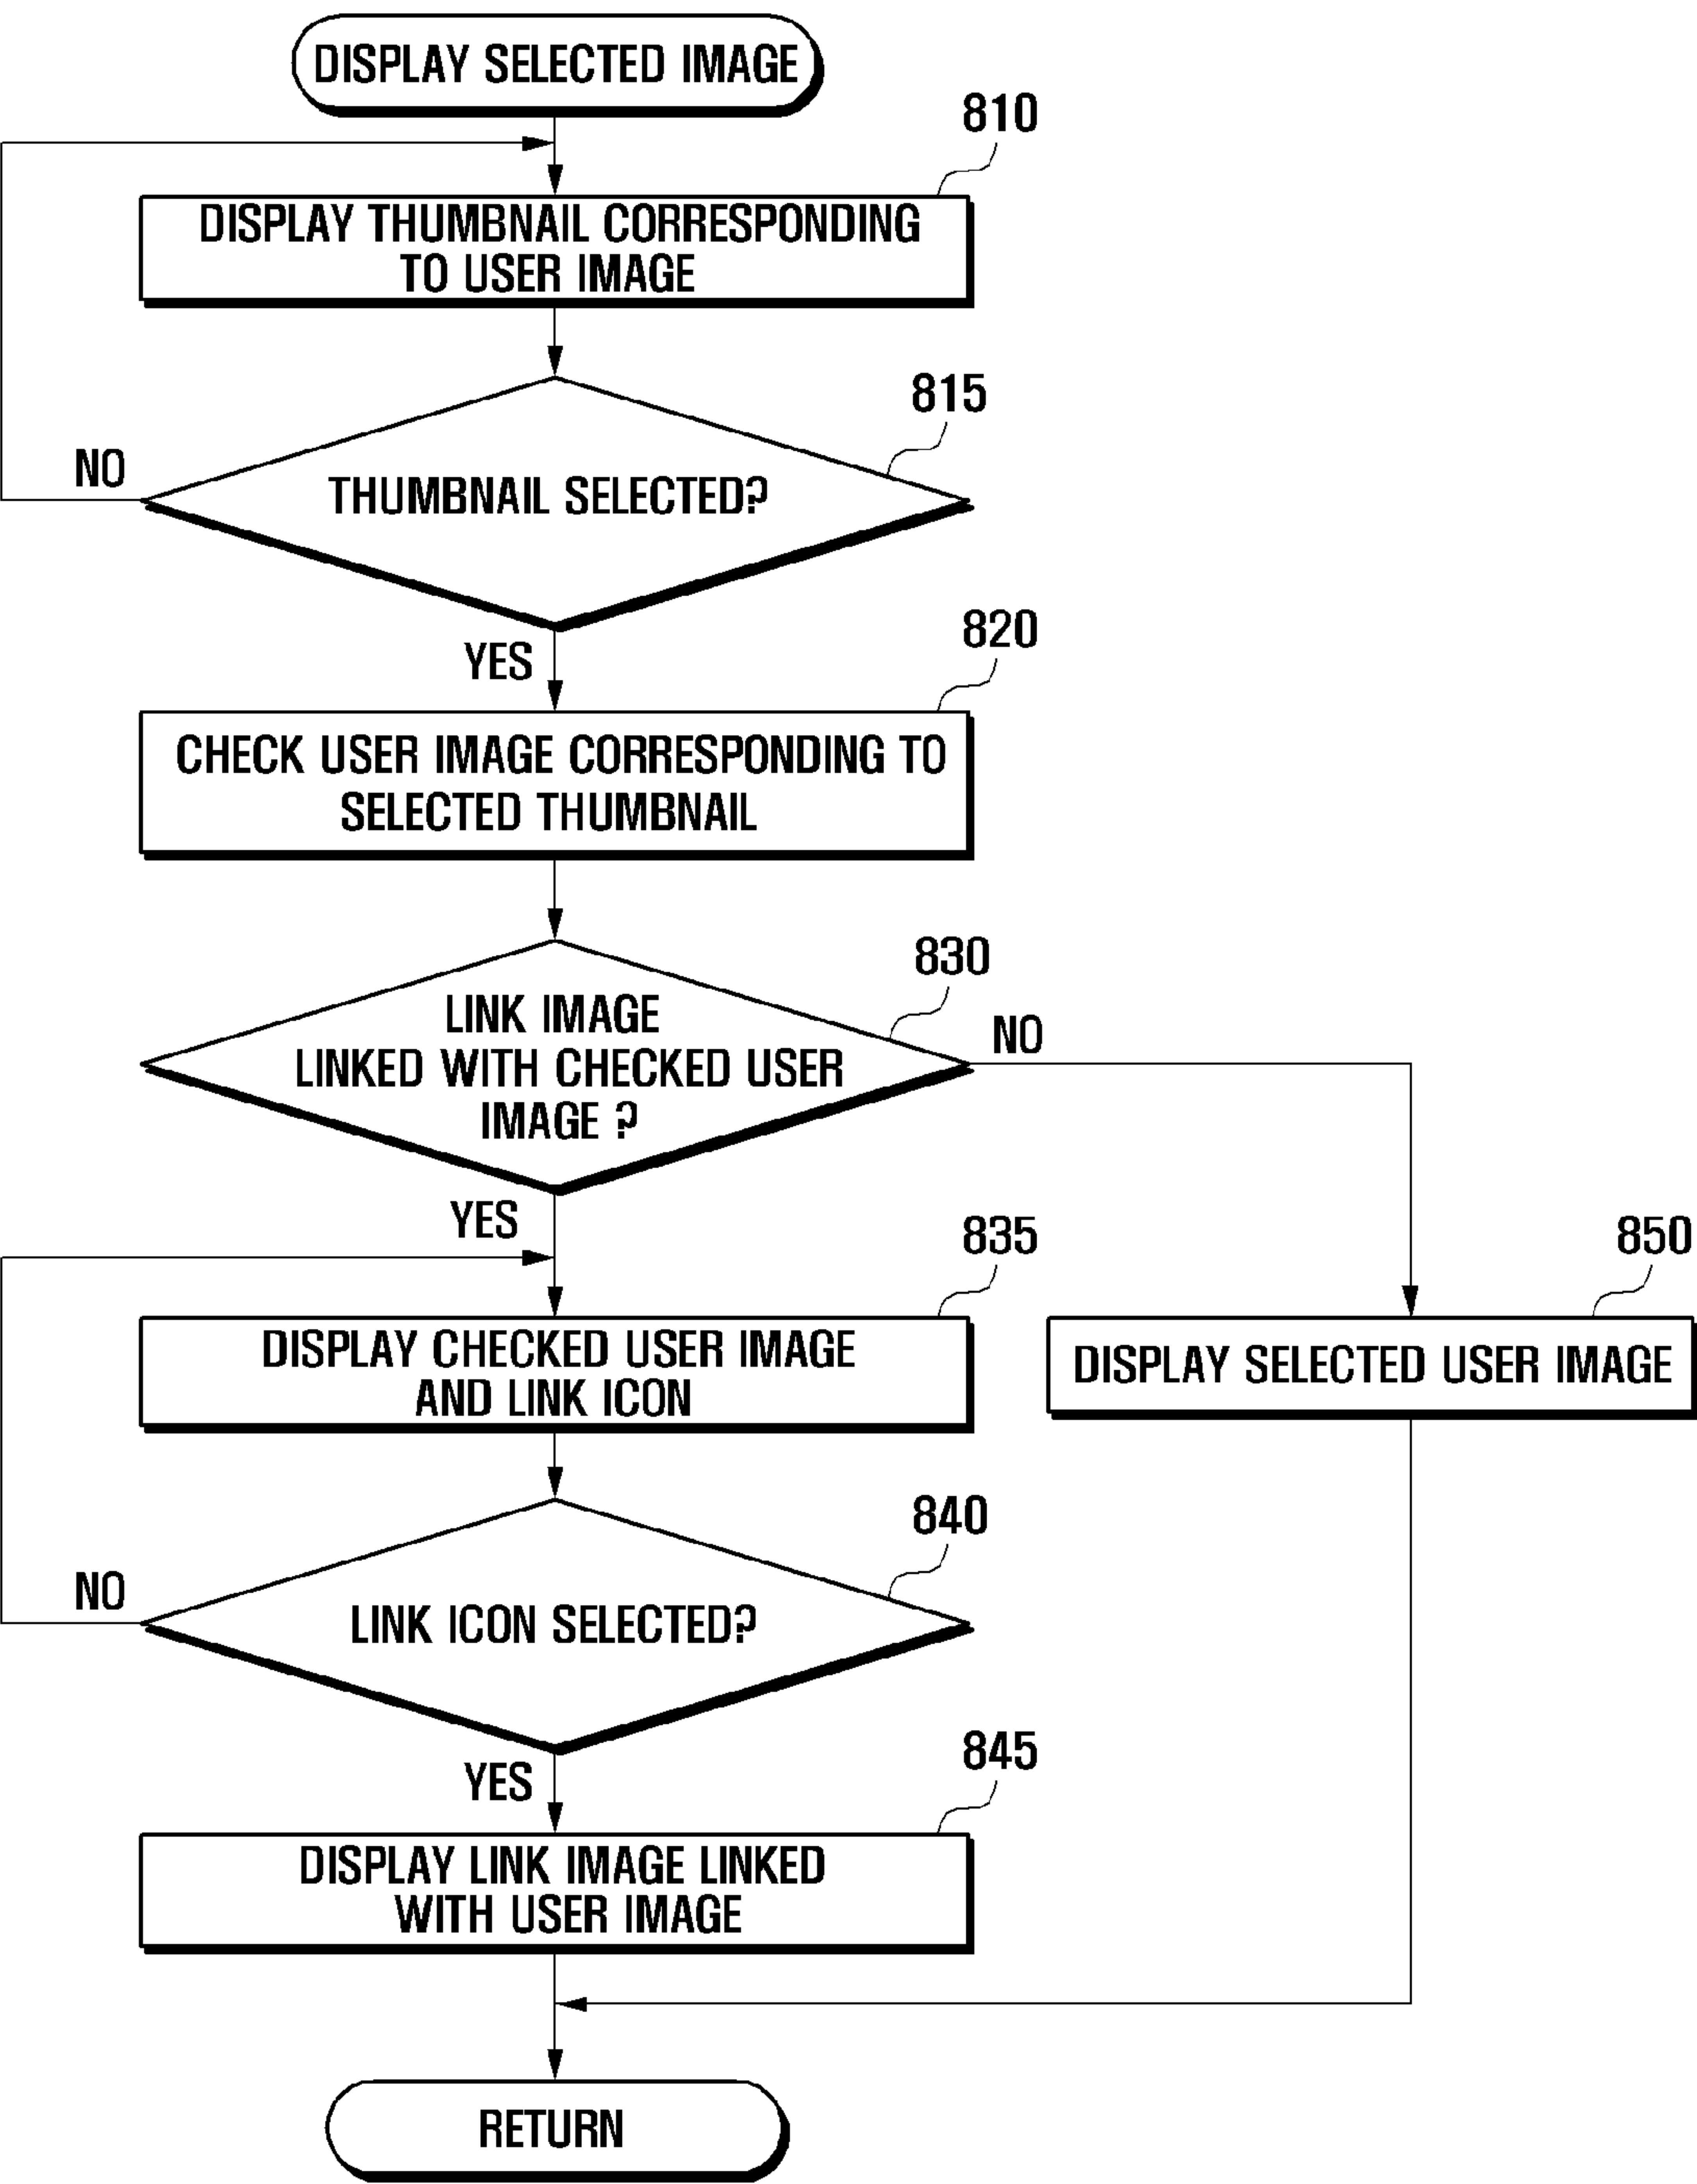 DISPLAY SELECTED IMAGE
810
DISPLAY THUMBNAIL CORRESPONDING
TO USER IMAGE
815
NO
THUMBNAIL SELECTED?
YES
820
CHECK USER IMAGE CORRESPONDING TO
SELECTED THUMBNAIL
830
LINK IMAGE
LINKED WITH CHECKED USER
IMAGE ?
NO
YES
835
850
DISPLAY CHECKED USER IMAGE
AND LINK ICON
DISPLAY SELECTED USER IMAGE
840
NO
LINK ICON SELECTED?
YES
845
DISPLAY LINK IMAGE LINKED
WITH USER IMAGE
RETURN